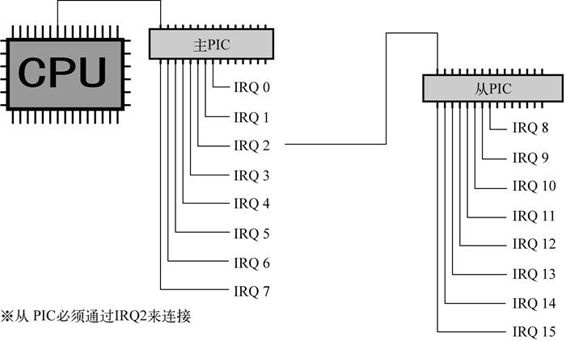 CPU
主PIC
IRQ 0
IRQ 1
IRQ 2
IRQ 3
IRQ 4
IRQ 5
IRQ 6
IRQ 7
从PIC
IRQ 8
IRQ 9
IRQ 10
IRQ 11
IRQ 12
IRQ 13
IRQ 14
IRQ 15
※从 PIC必须通过IRQ2来连接